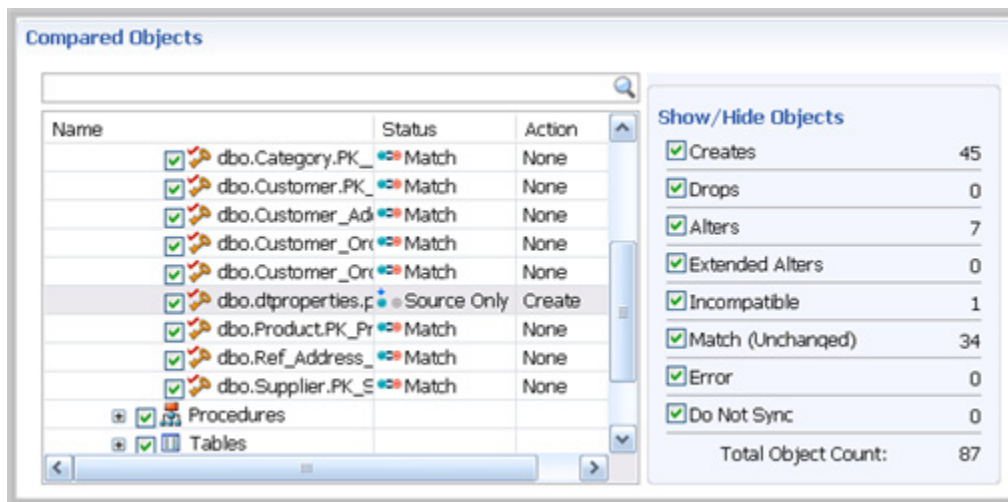 Compared Objects
Name Status Action
dbo.Category.PK_ Match None
dbo.Customer.PK_ Match None
dbo.Customer_Ad Match None
dbo.Customer_Or Match None
dbo.Customer_Or Match None
dbo.dtproperties.p Source Only Create
dbo.Product.PK_Pr Match None
dbo.Ref_Address_ Match None
dbo.Supplier.PK_S Match None
Procedures
Tables
Show/Hide Objects
Creates 45
Drops 0
Alters 7
Extended Alters 0
Incompatible 1
Match (Unchanged) 34
Error 0
Do Not Sync 0
Total Object Count: 87